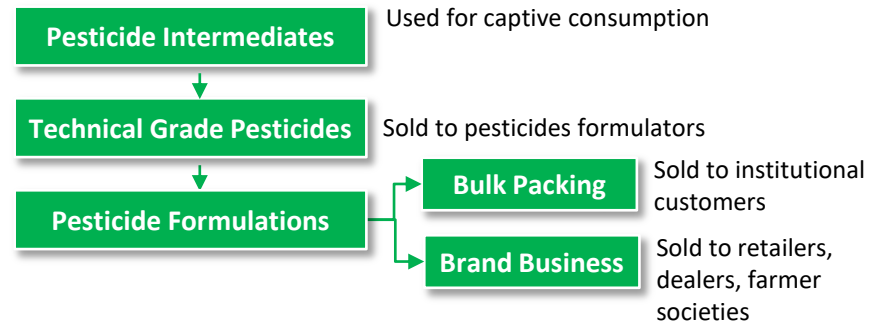 Pesticide Intermediates
Used for captive consumption
Technical Grade Pesticides
Sold to pesticides formulators
Pesticide Formulations
Bulk Packing
Sold to institutional
customers
Brand Business
Sold to retailers,
dealers, farmer
societies